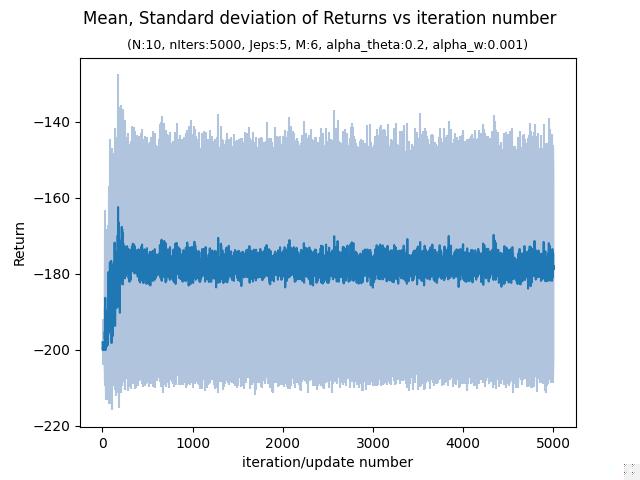 Mean, Standard deviation of Returns vs iteration number
(N:10, nIters:5000, Jeps:5, M:6, alpha_theta:0.2, alpha_w:0.001)
−140
−160
−180
−200
−220
Return
0 1000 2000 3000 4000 5000
iteration/update number